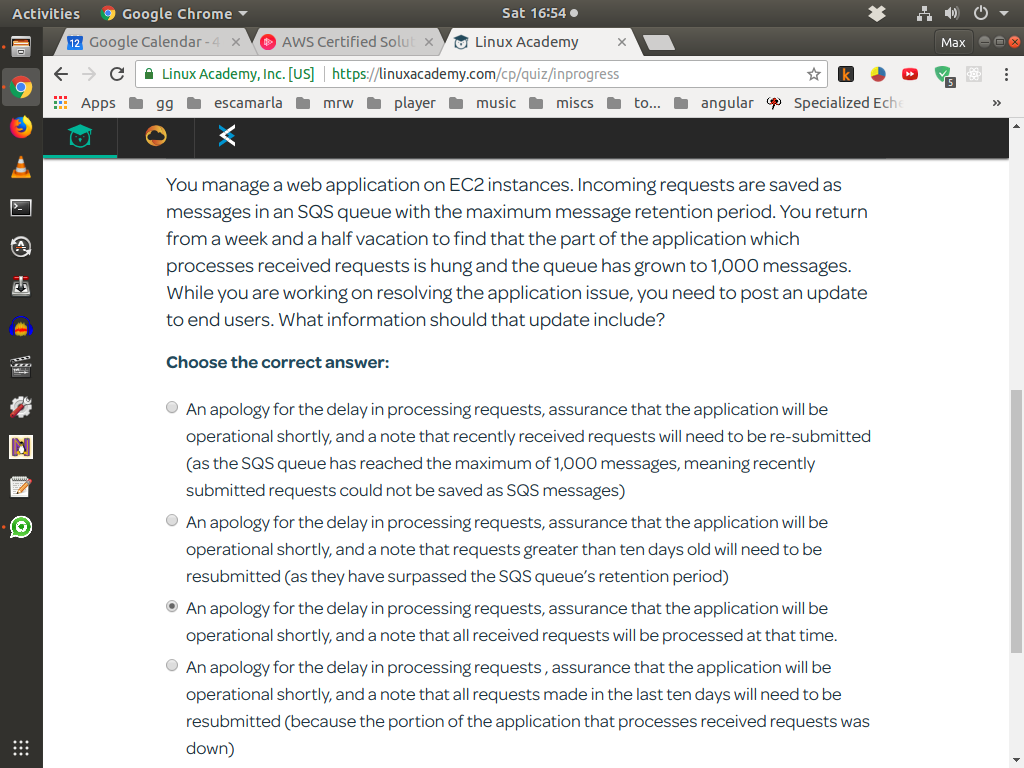 Activities Google Chrome Sat 16:54
Google Calendar - 4 AWS Certified Solut Linux Academy Max
Linux Academy, Inc. [US] https://linuxacademy.com/cp/quiz/inprogress k 5
Apps gg escamarla mrw player music miscs to... angular Specialized Eche »
You manage a web application on EC2 instances. Incoming requests are saved as
messages in an SQS queue with the maximum message retention period. You return
from a week and a half vacation to find that the part of the application which
processes received requests is hung and the queue has grown to 1,000 messages.
While you are working on resolving the application issue, you need to post an update
to end users. What information should that update include?
Choose the correct answer:
An apology for the delay in processing requests, assurance that the application will be
operational shortly, and a note that recently received requests will need to be re-submitted
(as the SQS queue has reached the maximum of 1,000 messages, meaning recently
submitted requests could not be saved as SQS messages)
An apology for the delay in processing requests, assurance that the application will be
operational shortly, and a note that requests greater than ten days old will need to be
resubmitted (as they have surpassed the SQS queue's retention period)
An apology for the delay in processing requests, assurance that the application will be
operational shortly, and a note that all received requests will be processed at that time.
An apology for the delay in processing requests , assurance that the application will be
operational shortly, and a note that all requests made in the last ten days will need to be
resubmitted (because the portion of the application that processes received requests was
down)